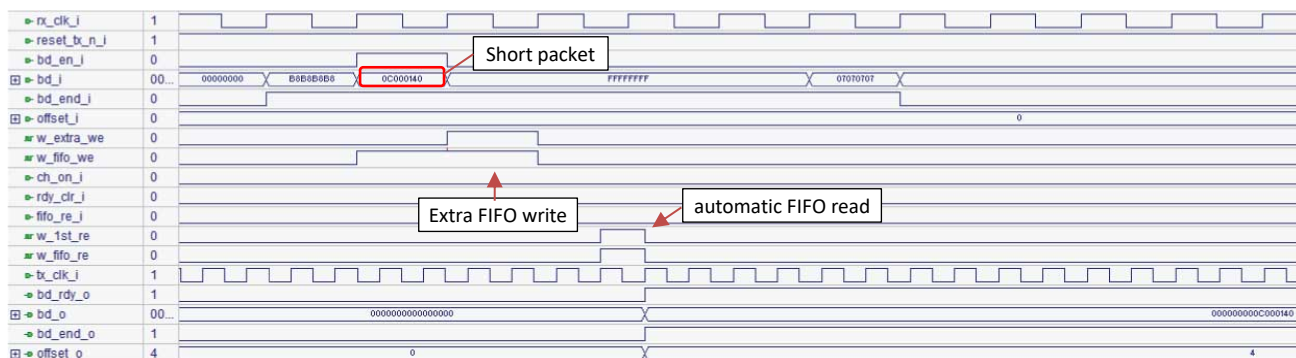 rx_clk_i 1
reset_tx_n_i 1
bd_en_i 0
Short packet
bd_i 00... 00000000 B8B8B8B8 0C000140 FFFFFFFF 07070707
bd_end_i 0
offset_i 0 0
w_extra_we 0
w_fifo_we 0
ch_on_i 0
rdy_clr_i 0
Extra FIFO write automatic FIFO read
fifo_re_i 0
w_1st_re 0
w_fifo_re 0
tx_clk_i 1
bd_rdy_o 1
bd_o 00... 0000000000000000 000000000C000140
bd_end_o 1
offset_o 4 0 4